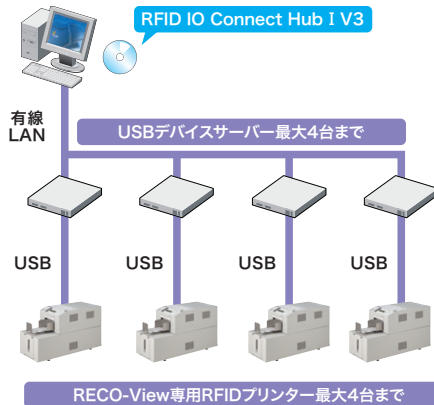 RFID IO Connect Hub I V3
有線
LAN
USBデバイスサーバー最大4台まで
USB USB USB USB
RECO-View専用RFIDプリンター最大4台まで